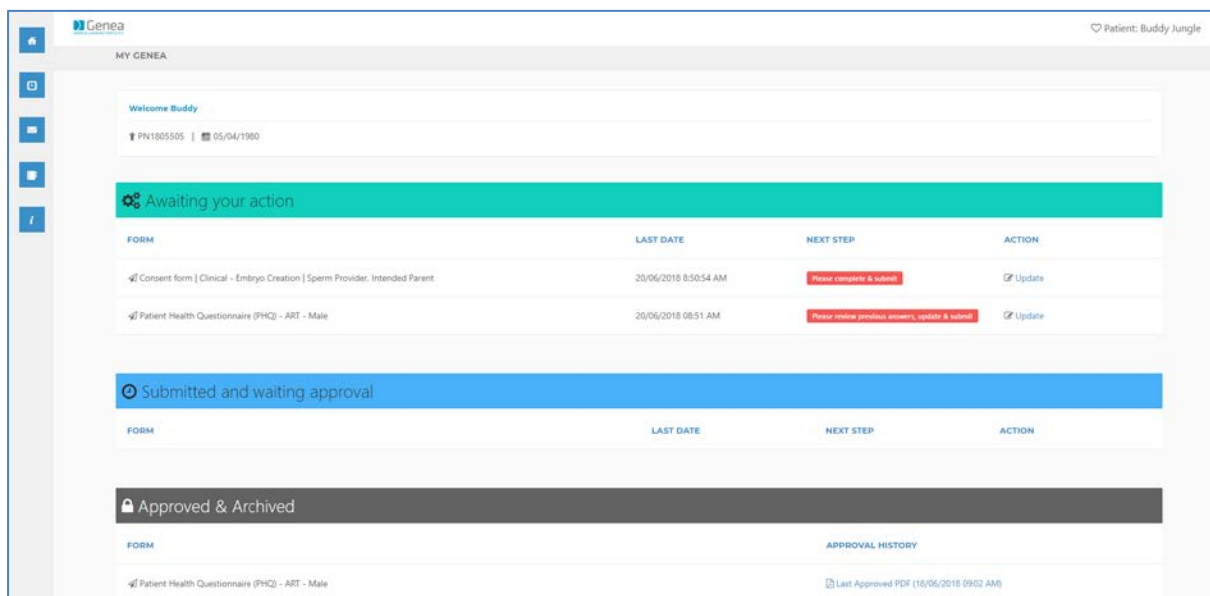 Genea
Patient: Buddy Jungle
MY GENEA
Welcome Buddy
PN1805505 | 05/04/1980
Awaiting your action
FORM LAST DATE NEXT STEP ACTION
Consent form | Clinical - Embryo Creation | Sperm Provider, Intended Parent 20/06/2018 8:50:54 AM Please complete & submit Update
Patient Health Questionnaire (PHQ) - ART - Male 20/06/2018 08:51 AM Please review previous answers, update & submit Update
Submitted and waiting approval
FORM LAST DATE NEXT STEP ACTION
Approved & Archived
FORM APPROVAL HISTORY
Patient Health Questionnaire (PHQ) - ART - Male Last Approved PDF (18/06/2018 09:02 AM)